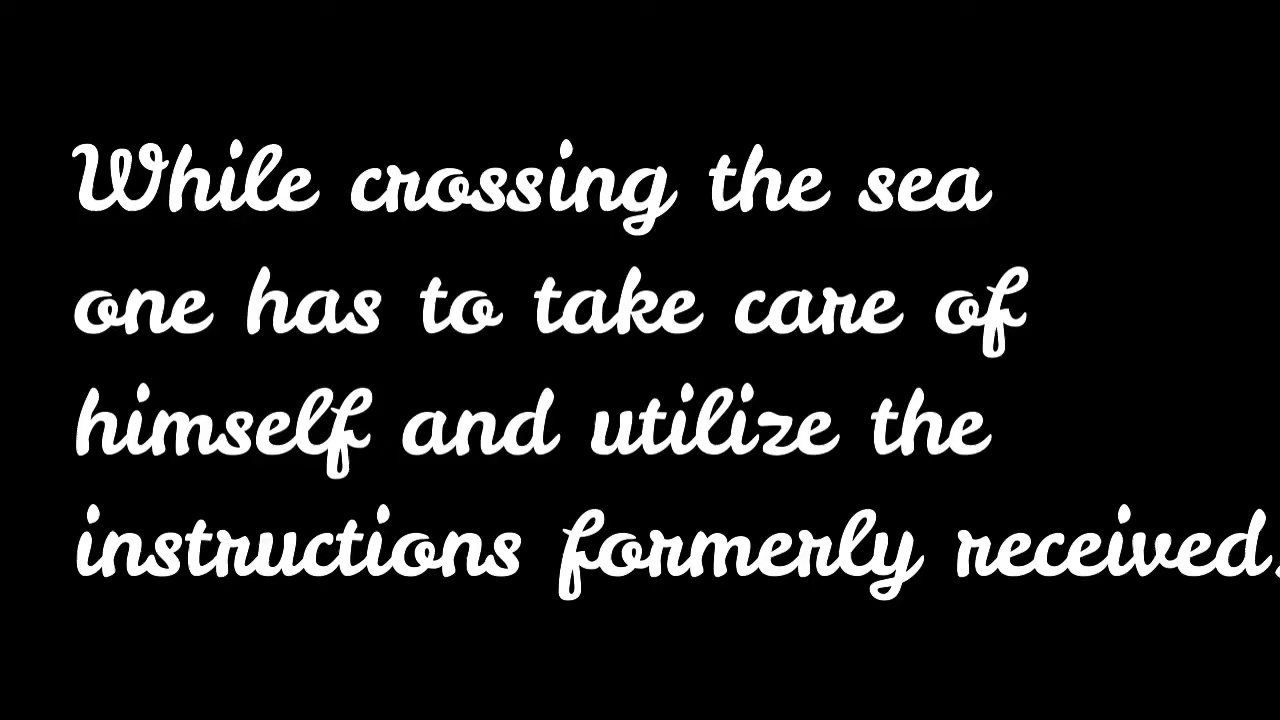 While crossing the sea
one has to take care of
himself and utilize the
instructions formerly received.